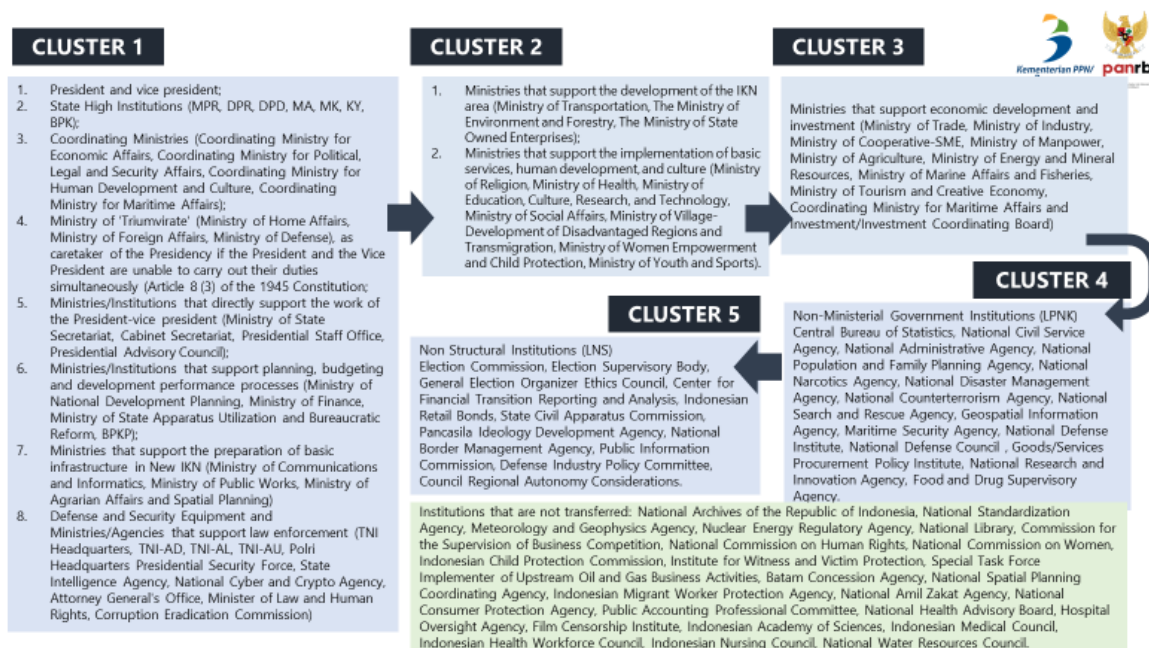 CLUSTER 1
1. President and vice president;
2. State High Institutions (MPR, DPR, DPD, MA, MK, KY,
BPK);
3. Coordinating Ministries (Coordinating Ministry for
Economic Affairs, Coordinating Ministry for Political,
Legal and Security Affairs, Coordinating Ministry for
Human Development and Culture, Coordinating
Ministry for Maritime Affairs);
4. Ministry of 'Triumvirate' (Ministry of Home Affairs,
Ministry of Foreign Affairs, Ministry of Defense), as
caretaker of the Presidency if the President and the Vice
President are unable to carry out their duties
simultaneously (Article 8 (3) of the 1945 Constitution;
5. Ministries/Institutions that directly support the work of
the President-vice president (Ministry of State
Secretariat, Cabinet Secretariat, Presidential Staff Office,
Presidential Advisory Council);
6. Ministries/Institutions that support planning, budgeting
and development performance processes (Ministry of
National Development Planning, Ministry of Finance,
Ministry of State Apparatus Utilization and Bureaucratic
Reform, BPKP);
7. Ministries that support the preparation of basic
infrastructure in New IKN (Ministry of Communications
and Informatics, Ministry of Public Works, Ministry of
Agrarian Affairs and Spatial Planning)
8. Defense and Security Equipment and
Ministries/Agencies that support law enforcement (TNI
Headquarters, TNI-AD, TNI-AL, TNI-AU, Polri
Headquarters Presidential Security Force, State
Intelligence Agency, National Cyber and Crypto Agency,
Attorney General's Office, Minister of Law and Human
Rights, Corruption Eradication Commission)
CLUSTER 2
1. Ministries that support the development of the IKN
area (Ministry of Transportation, The Ministry of
Environment and Forestry, The Ministry of State
Owned Enterprises);
2. Ministries that support the implementation of basic
services, human development, and culture (Ministry
of Religion, Ministry of Health, Ministry of
Education, Culture, Research, and Technology,
Ministry of Social Affairs, Ministry of Village-
Development of Disadvantaged Regions and
Transmigration, Ministry of Women Empowerment
and Child Protection, Ministry of Youth and Sports).
CLUSTER 3
Kementerian PPN/
panrb
Ministries that support economic development and
investment (Ministry of Trade, Ministry of Industry,
Ministry of Cooperative-SME, Ministry of Manpower,
Ministry of Agriculture, Ministry of Energy and Mineral
Resources, Ministry of Marine Affairs and Fisheries,
Ministry of Tourism and Creative Economy,
Coordinating Ministry for Maritime Affairs and
Investment/Investment Coordinating Board)
CLUSTER 4
Non-Ministerial Government Institutions (LPNK)
Central Bureau of Statistics, National Civil Service
Agency, National Administrative Agency, National
Population and Family Planning Agency, National
Narcotics Agency, National Disaster Management
Agency, National Counterterrorism Agency, National
Search and Rescue Agency, Geospatial Information
Agency, Maritime Security Agency, National Defense
Institute, National Defense Council , Goods/Services
Procurement Policy Institute, National Research and
Innovation Agency, Food and Drug Supervisory
Agency.
CLUSTER 5
Non Structural Institutions (LNS)
Election Commission, Election Supervisory Body,
General Election Organizer Ethics Council, Center for
Financial Transition Reporting and Analysis, Indonesian
Retail Bonds, State Civil Apparatus Commission,
Pancasila Ideology Development Agency, National
Border Management Agency, Public Information
Commission, Defense Industry Policy Committee,
Council Regional Autonomy Considerations.
Institutions that are not transferred: National Archives of the Republic of Indonesia, National Standardization
Agency, Meteorology and Geophysics Agency, Nuclear Energy Regulatory Agency, National Library, Commission for
the Supervision of Business Competition, National Commission on Human Rights, National Commission on Women,
Indonesian Child Protection Commission, Institute for Witness and Victim Protection, Special Task Force
Implementer of Upstream Oil and Gas Business Activities, Batam Concession Agency, National Spatial Planning
Coordinating Agency, Indonesian Migrant Worker Protection Agency, National Amil Zakat Agency, National
Consumer Protection Agency, Public Accounting Professional Committee, National Health Advisory Board, Hospital
Oversight Agency, Film Censorship Institute, Indonesian Academy of Sciences, Indonesian Medical Council,
Indonesian Health Workforce Council, Indonesian Nursing Council, National Water Resources Council.